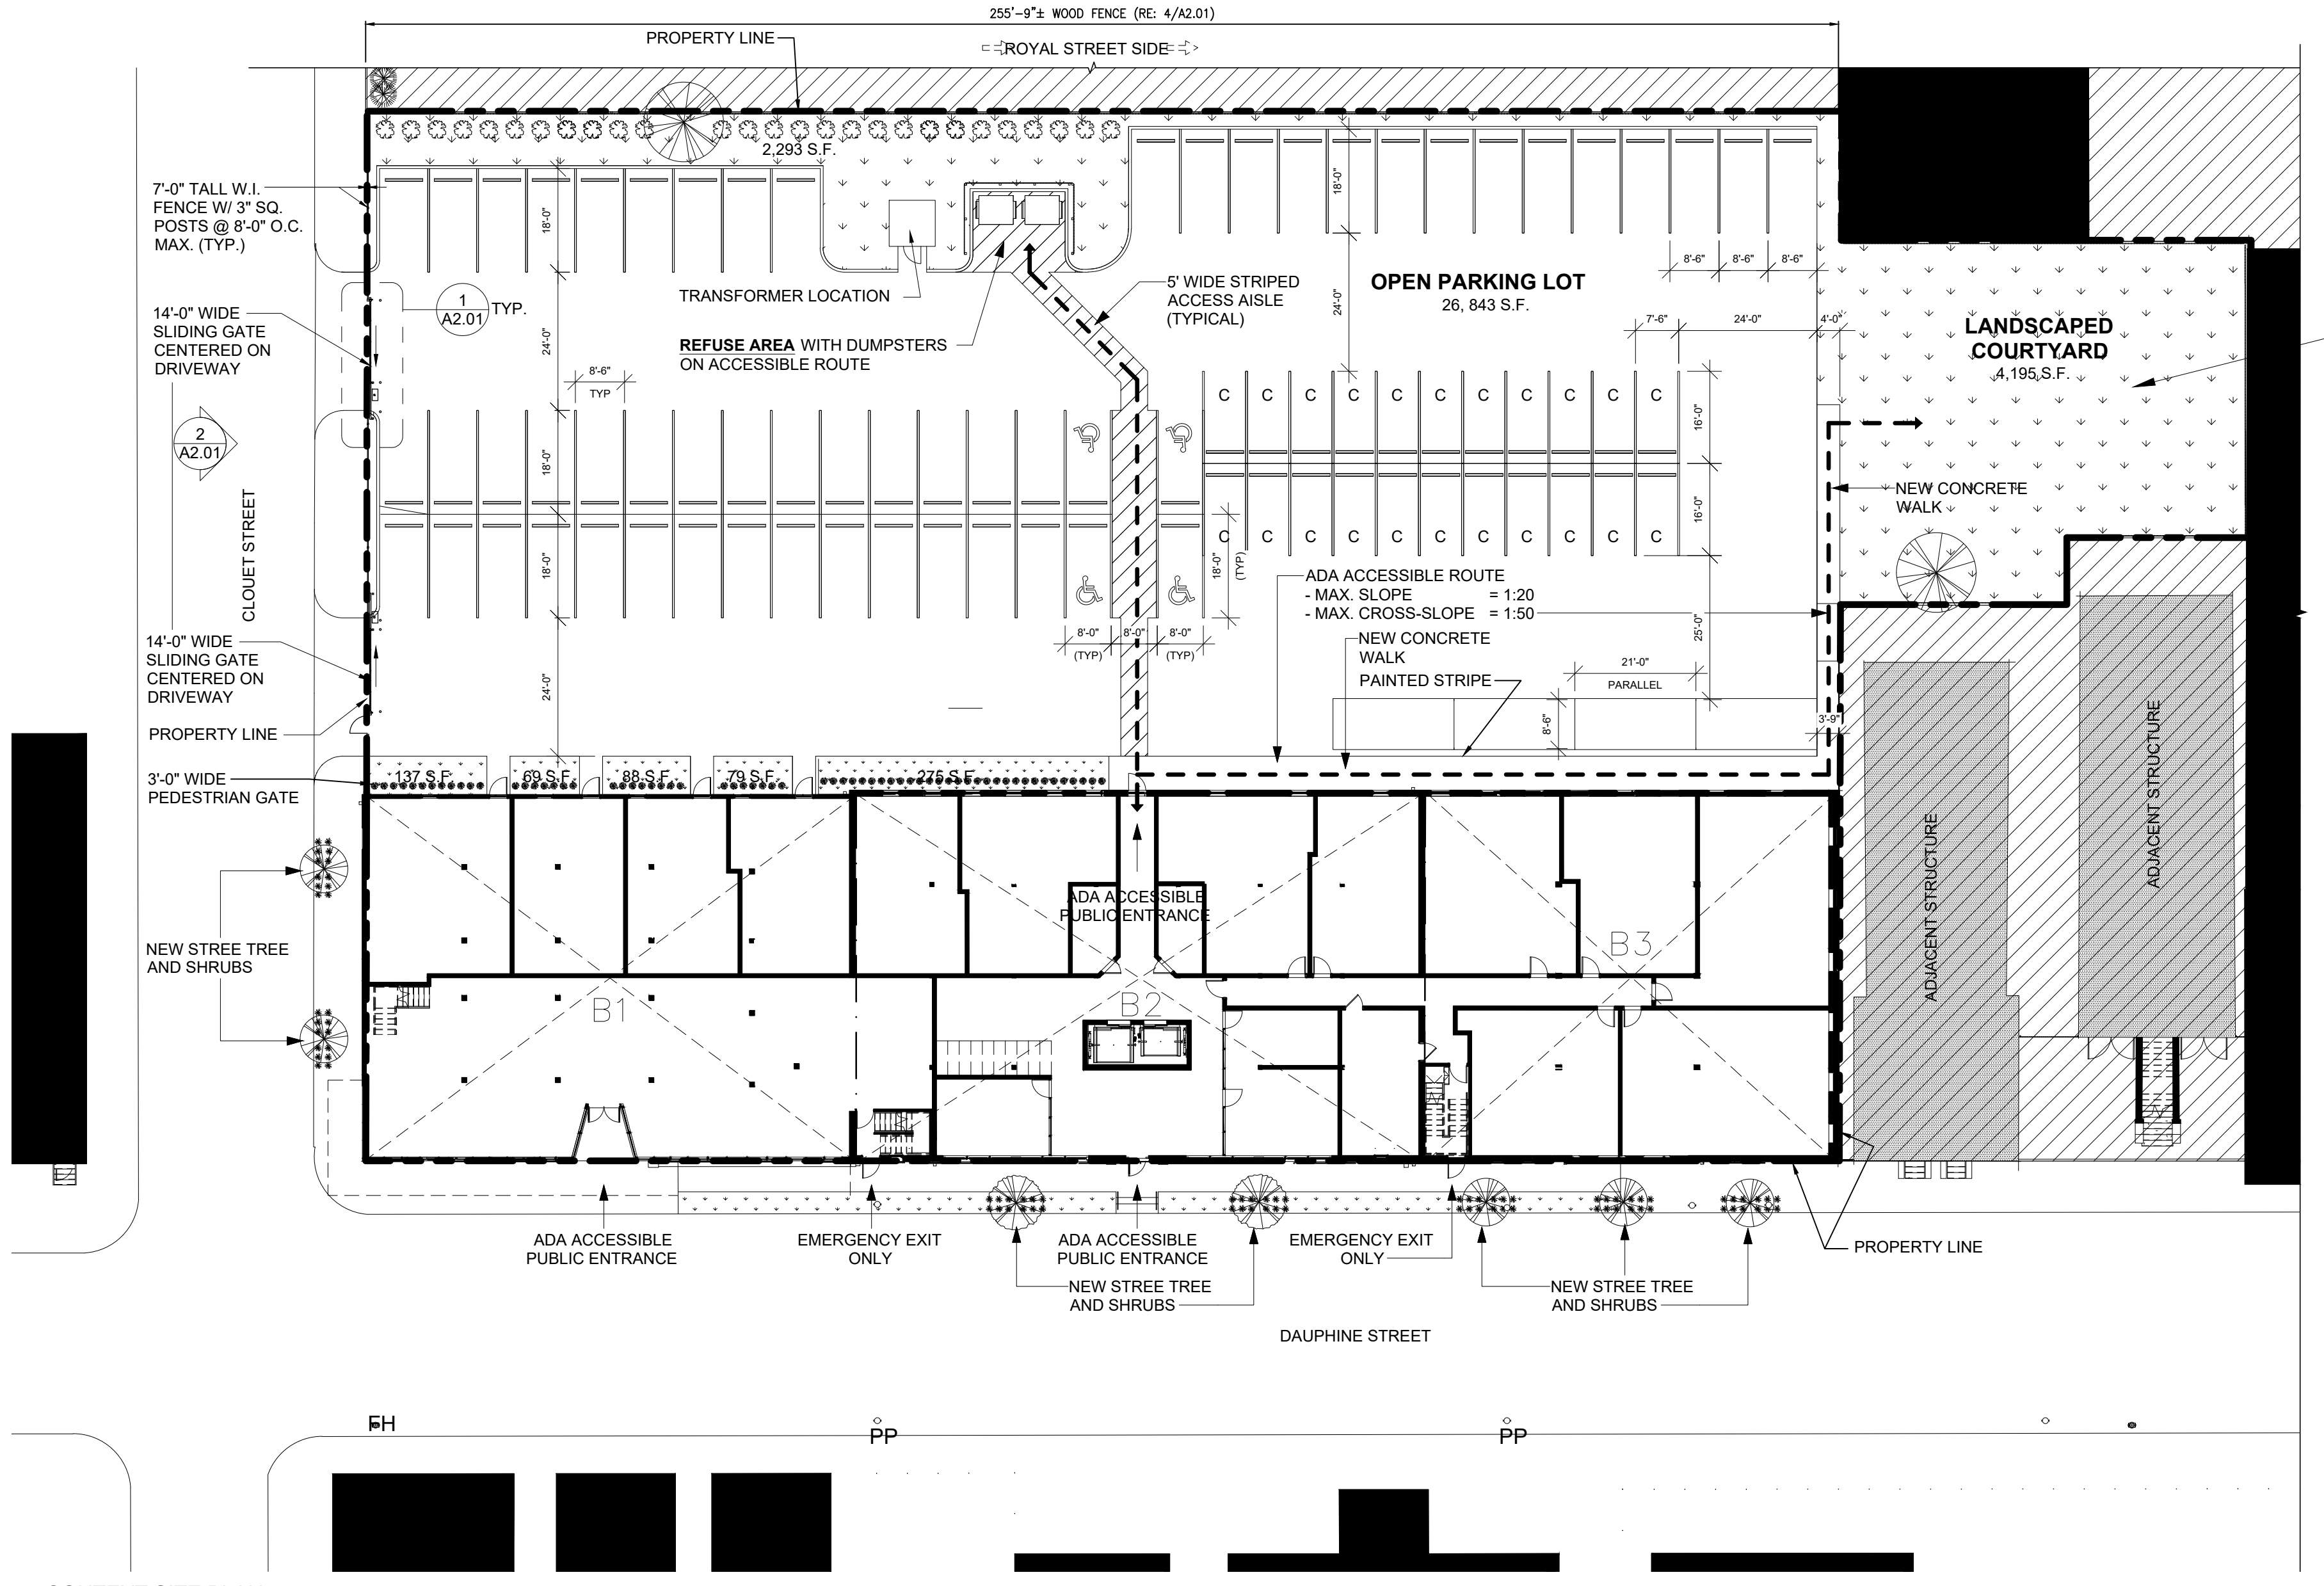 255'-9"± WOOD FENCE (RE: 4/A2.01)
PROPERTY LINE
ROYAL STREET SIDE
2,293 S.F.
7'-0" TALL W.I.
FENCE W/ 3" SQ.
POSTS @ 8'-0" O.C.
MAX. (TYP.)
18'-0"
18'-0"
8'-6"
8'-6"
8'-6"
1
A2.01
TYP.
TRANSFORMER LOCATION
5' WIDE STRIPED
ACCESS AISLE
(TYPICAL)
OPEN PARKING LOT
26, 843 S.F.
24'-0"
14'-0" WIDE
SLIDING GATE
CENTERED ON
DRIVEWAY
24'-0"
REFUSE AREA WITH DUMPSTERS
ON ACCESSIBLE ROUTE
7'-6"
24'-0"
4'-0"
LANDSCAPED
COURTYARD
4,195 S.F.
8'-6"
TYP
C C C C C C C C C C C
16'-0"
2
A2.01
18'-0"
NEW CONCRETE
WALK
16'-0"
C C C C C C C C C C C
CLOUET STREET
18'-0"
18'-0"
(TYP)
ADA ACCESSIBLE ROUTE
- MAX. SLOPE = 1:20
- MAX. CROSS-SLOPE = 1:50
25'-0"
14'-0" WIDE
SLIDING GATE
CENTERED ON
DRIVEWAY
8'-0"
(TYP)
8'-0"
8'-0"
(TYP)
NEW CONCRETE
WALK
PAINTED STRIPE
21'-0"
PARALLEL
24'-0"
8'-6"
3'-9"
PROPERTY LINE
3'-0" WIDE
PEDESTRIAN GATE
137 S.F.
69 S.F.
88 S.F.
79 S.F.
275 S.F.
ADJACENT STRUCTURE
ADJACENT STRUCTURE
ADA ACCESSIBLE
PUBLIC ENTRANCE
NEW STREE TREE
AND SHRUBS
B1
B2
B3
ADA ACCESSIBLE
PUBLIC ENTRANCE
EMERGENCY EXIT
ONLY
ADA ACCESSIBLE
PUBLIC ENTRANCE
EMERGENCY EXIT
ONLY
PROPERTY LINE
NEW STREE TREE
AND SHRUBS
NEW STREE TREE
AND SHRUBS
DAUPHINE STREET
FH
PP
PP